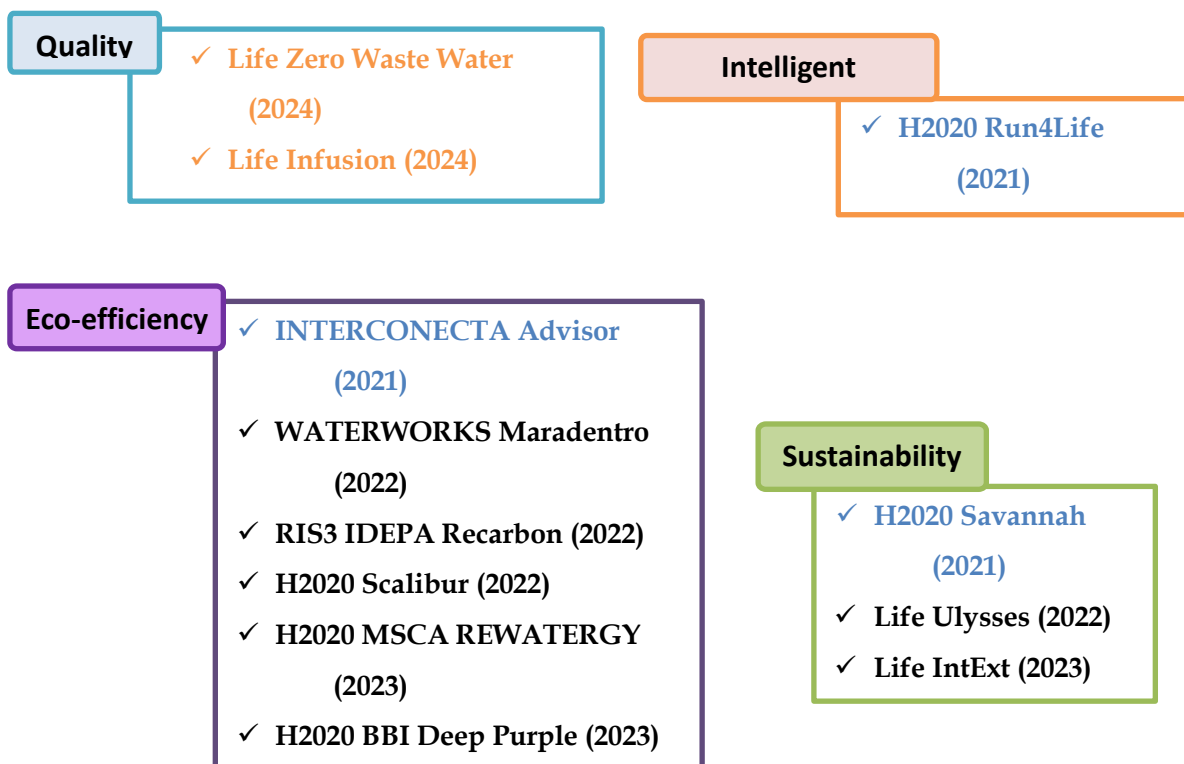 Quality
✓ Life Zero Waste Water
(2024)
✓ Life Infusion (2024)
Intelligent
✓ H2020 Run4Life
(2021)
Eco-efficiency
✓ INTERCONECTA Advisor
(2021)
✓ WATERWORKS Maradentro
(2022)
✓ RIS3 IDEPA Recarbon (2022)
✓ H2020 Scalibur (2022)
✓ H2020 MSCA REWATERGY
(2023)
✓ H2020 BBI Deep Purple (2023)
Sustainability
✓ H2020 Savannah
(2021)
✓ Life Ulysses (2022)
✓ Life IntExt (2023)